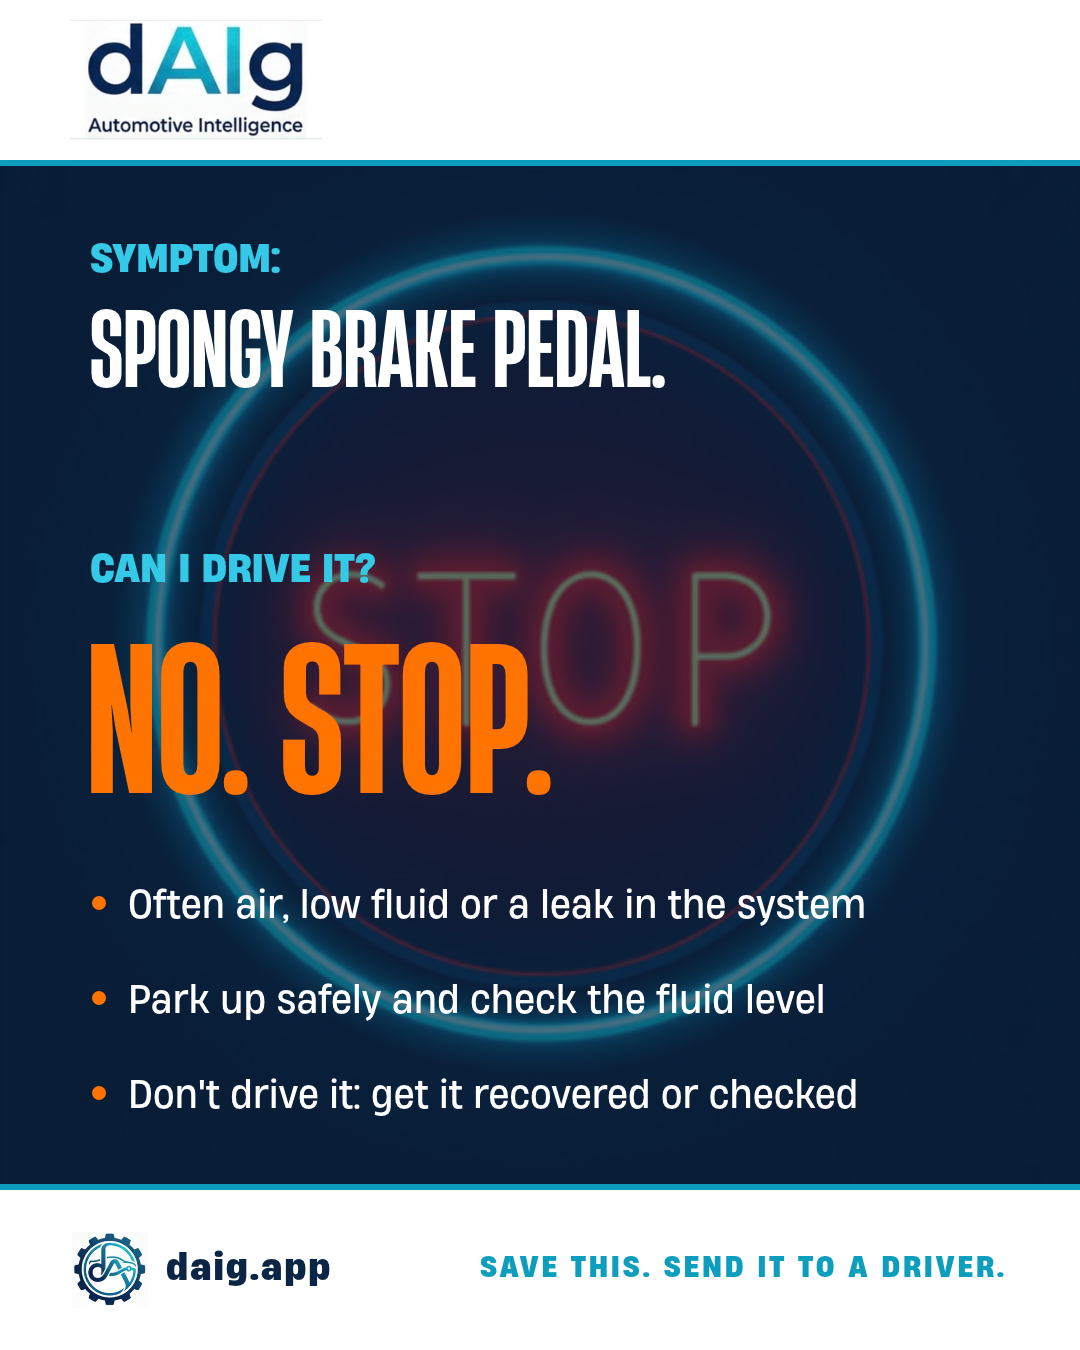 dAIg
Automotive Intelligence
SYMPTOM:
SPONGY BRAKE PEDAL.
CAN I DRIVE IT?
STOP
NO. STOP.
Often air, low fluid or a leak in the system
Park up safely and check the fluid level
Don't drive it: get it recovered or checked
dA
daig.app
SAVE THIS. SEND IT TO A DRIVER.